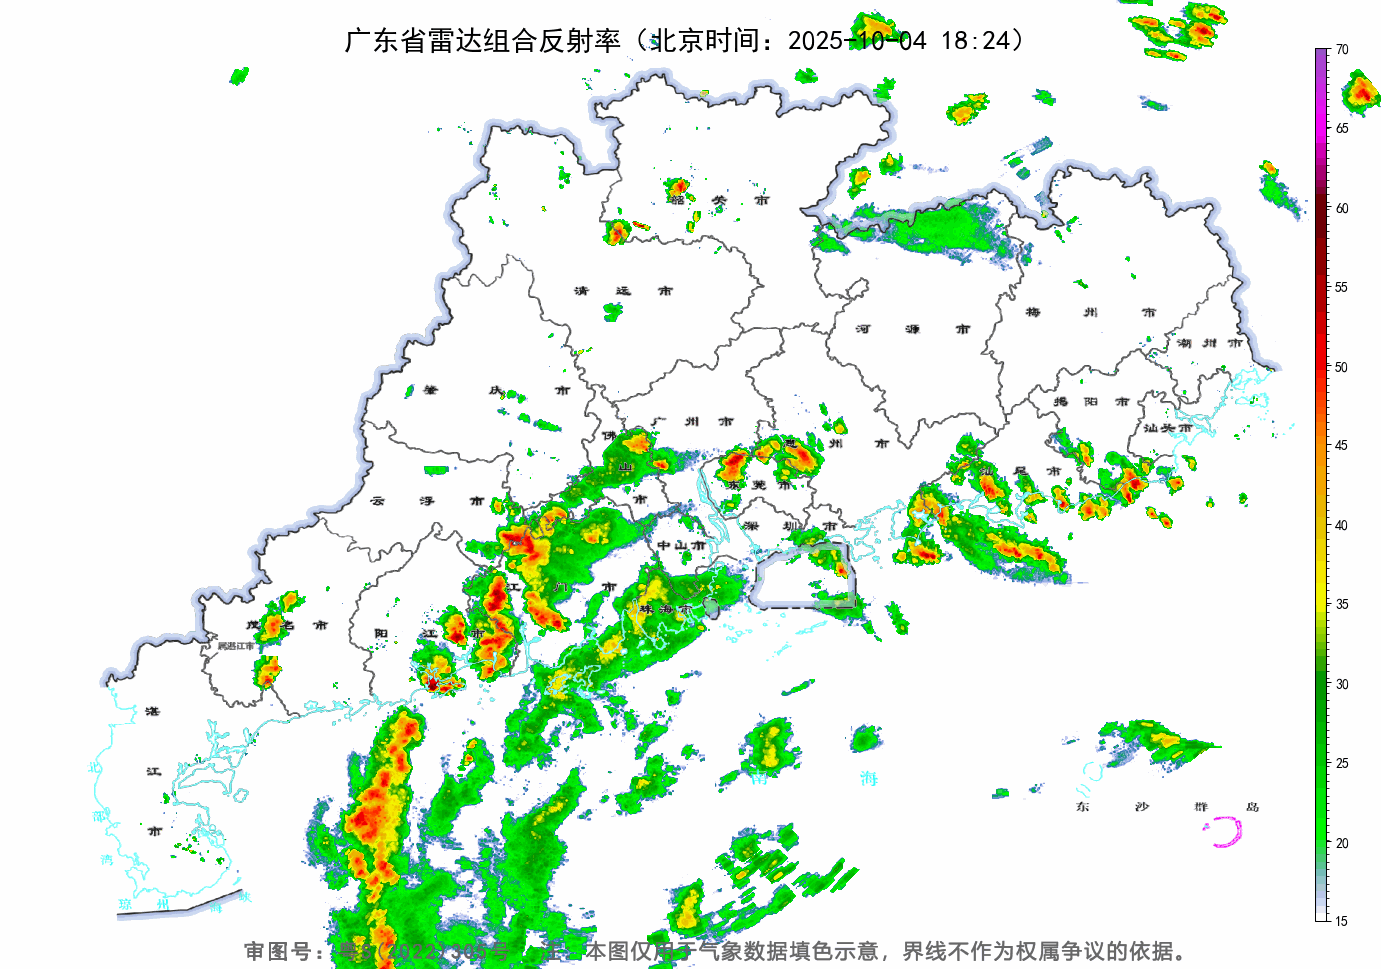 广东省雷达组合反射率（北京时间：2025-10-04 18:24）
70
65
60
55
50
45
40
35
30
25
20
15
韶 关 市
清 远 市
河 源 市
梅 州 市
潮 州 市
肇 庆 市
广 州 市
揭 阳 市
汕头市
佛 山 市
惠 州 市
汕 尾 市
东 莞 市
云 浮 市
深 圳 市
中山市
江 门 市
珠海市
茂 名 市
阳 江 市
属湛江市
湛 江 市
北 部 湾
琼 州 海 峡
南 海
东 沙 群 岛
审图号：粤S(2022)305号 注：本图仅用于气象数据填色示意，界线不作为权属争议的依据。